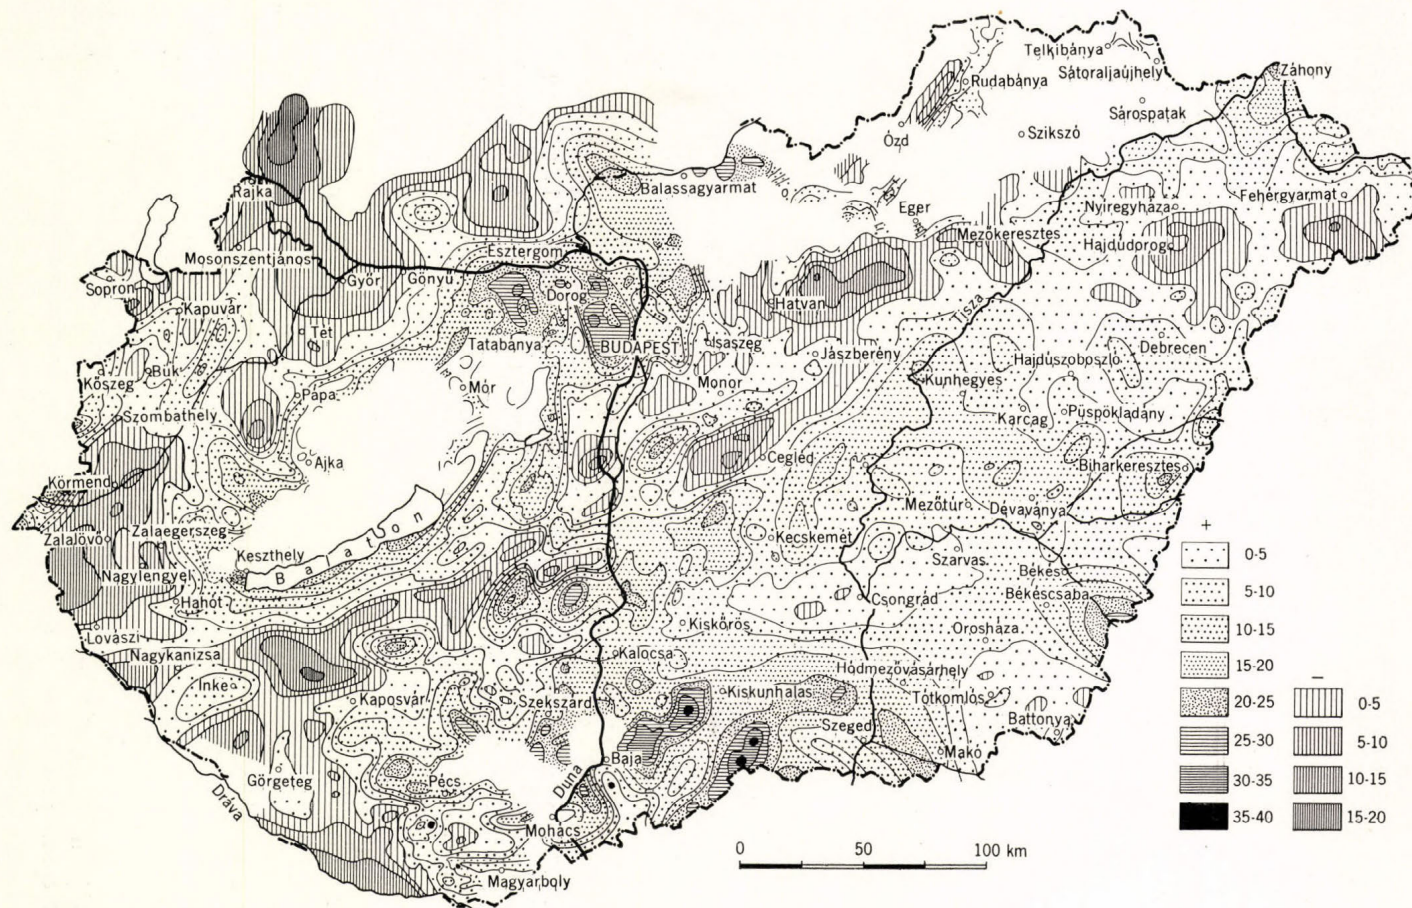 Telkibánya
Sátoraljaújhely
Záhony
Rudabánya
Sárospatak
Szikszó
Ózd
Balassagyarmat
Rajka
Fehérgyarmat
Nyíregyháza
Eger
Mezőkeresztes
Hajdúdorog
Esztergom
Mosonszentjános
Sopron
Győr
Gönyü
Dorog
Hatvan
Kapuvár
Tisza
Tét
Tatabánya
BUDAPEST
Isaszeg
Jászberény
Debrecen
Hajdúszoboszló
Bük
Kőszeg
Mór
Monor
Kunhegyes
Pápa
Szombathely
Karcag
Püspökladány
Ajka
Cegléd
Biharkeresztes
Körmend
Mezőtúr
Dévaványa
Zalalövő
Zalaegerszeg
Kecskemét
Keszthely
Balaton
Szarvas
Nagylengyel
Békés
Hahót
Csongrád
Békéscsaba
Lovászi
Kiskőrös
Orosháza
Nagykanizsa
Kalocsa
Hódmezővásárhely
Inke
Kaposvár
Szekszárd
Kiskunhalas
Tótkomlós
Battonya
Szeged
Makó
Baja
Görgeteg
Pécs
Duna
Dráva
Mohács
Magyarboly
0 50 100 km
+
0-5
5-10
10-15
15-20
20-25
25-30
30-35
35-40
–
0-5
5-10
10-15
15-20